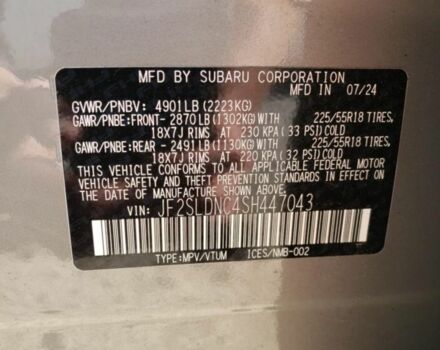 MFD BY SUBARU CORPORATION
MFD IN 07/24
GVWR/PNBV: 4901LB(2223KG)
GAWR/PNBE:FRONT- 2870LB(1302KG)WITH 225/55R18 TIRES,
18X7J RIMS AT 230 KPA(33 PSI)COLD
GAWR/PNBE:REAR - 2491LB(1130KG)WITH 225/55R18 TIRES,
18X7J RIMS AT 220 KPA(32 PSI)COLD
THIS VEHICLE CONFORMS TO ALL APPLICABLE FEDERAL MOTOR
VEHICLE SAFETY AND THEFT PREVENTION STANDARDS IN EFFECT ON
THE DATE OF MANUFACTURE SHOWN ABOVE.
VIN: JF2SLDNC4SH447043
TYPE:MPV/VTUM ICES/NMB-002